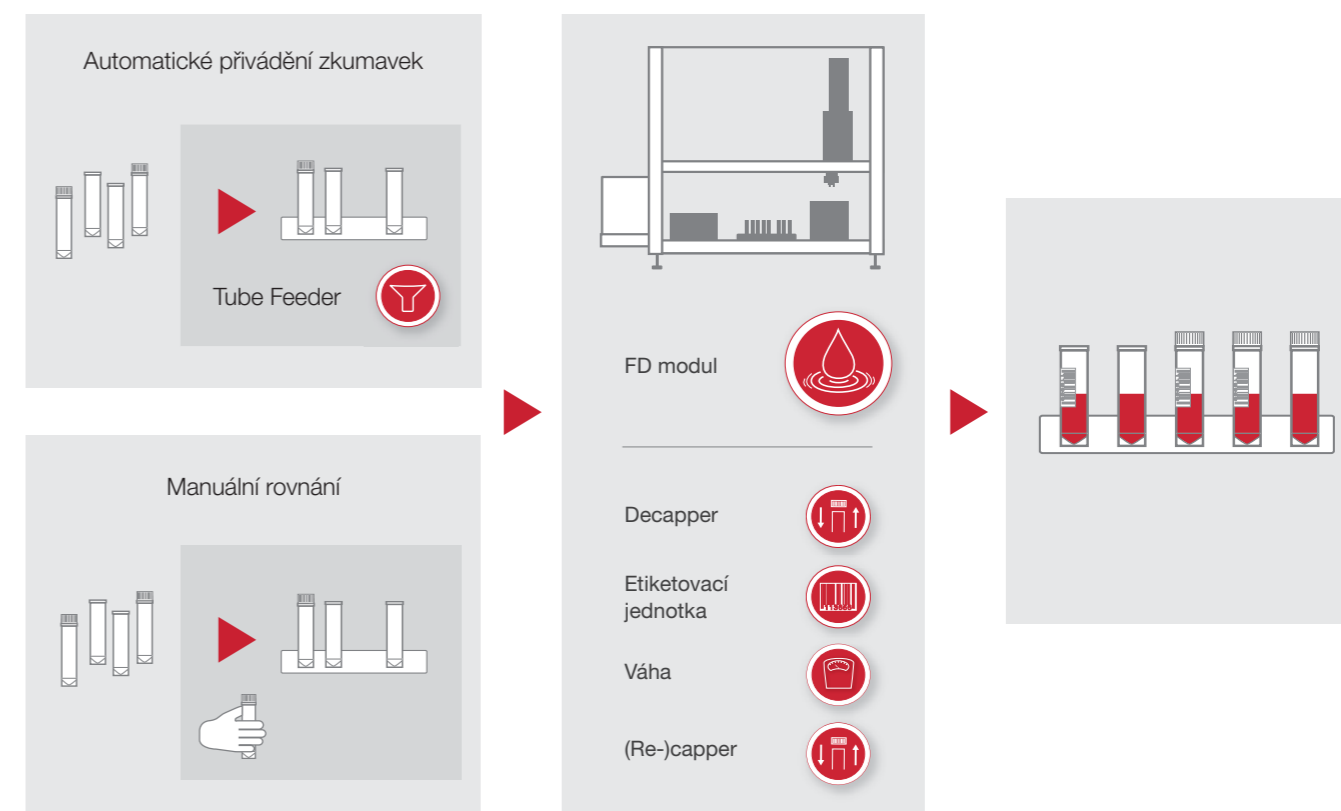 Automatické přivádění zkumavek
Tube Feeder
Manuální rovnání
FD modul
Decapper
Etiketovací
jednotka
Váha
(Re-)capper